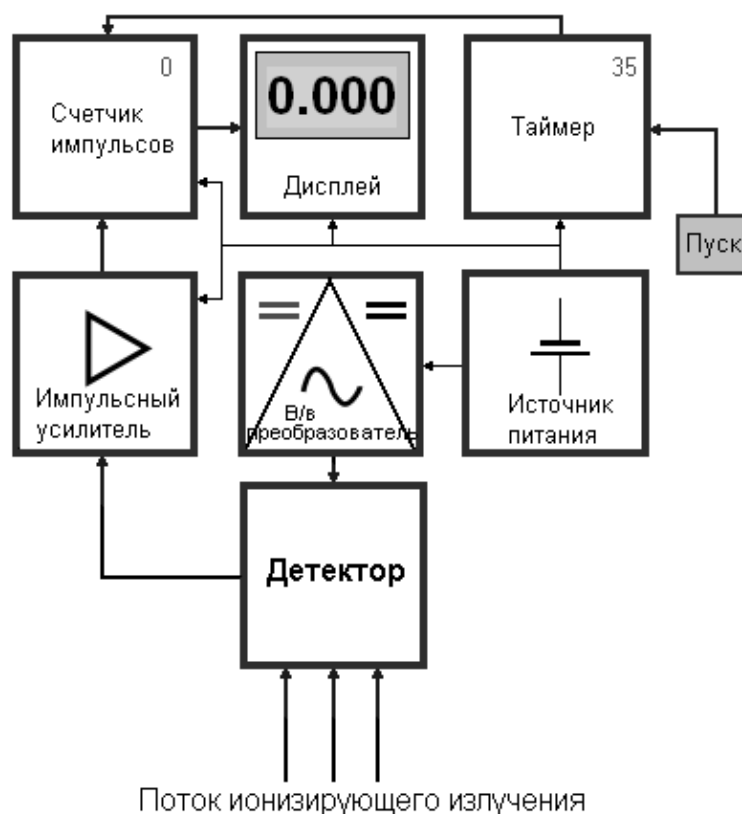 0
Счетчик
импульсов
0.000
Дисплей
35
Таймер
Пуск
Импульсный
усилитель
В/в
преобразователь
Источник
питания
Детектор
Поток ионизирующего излучения